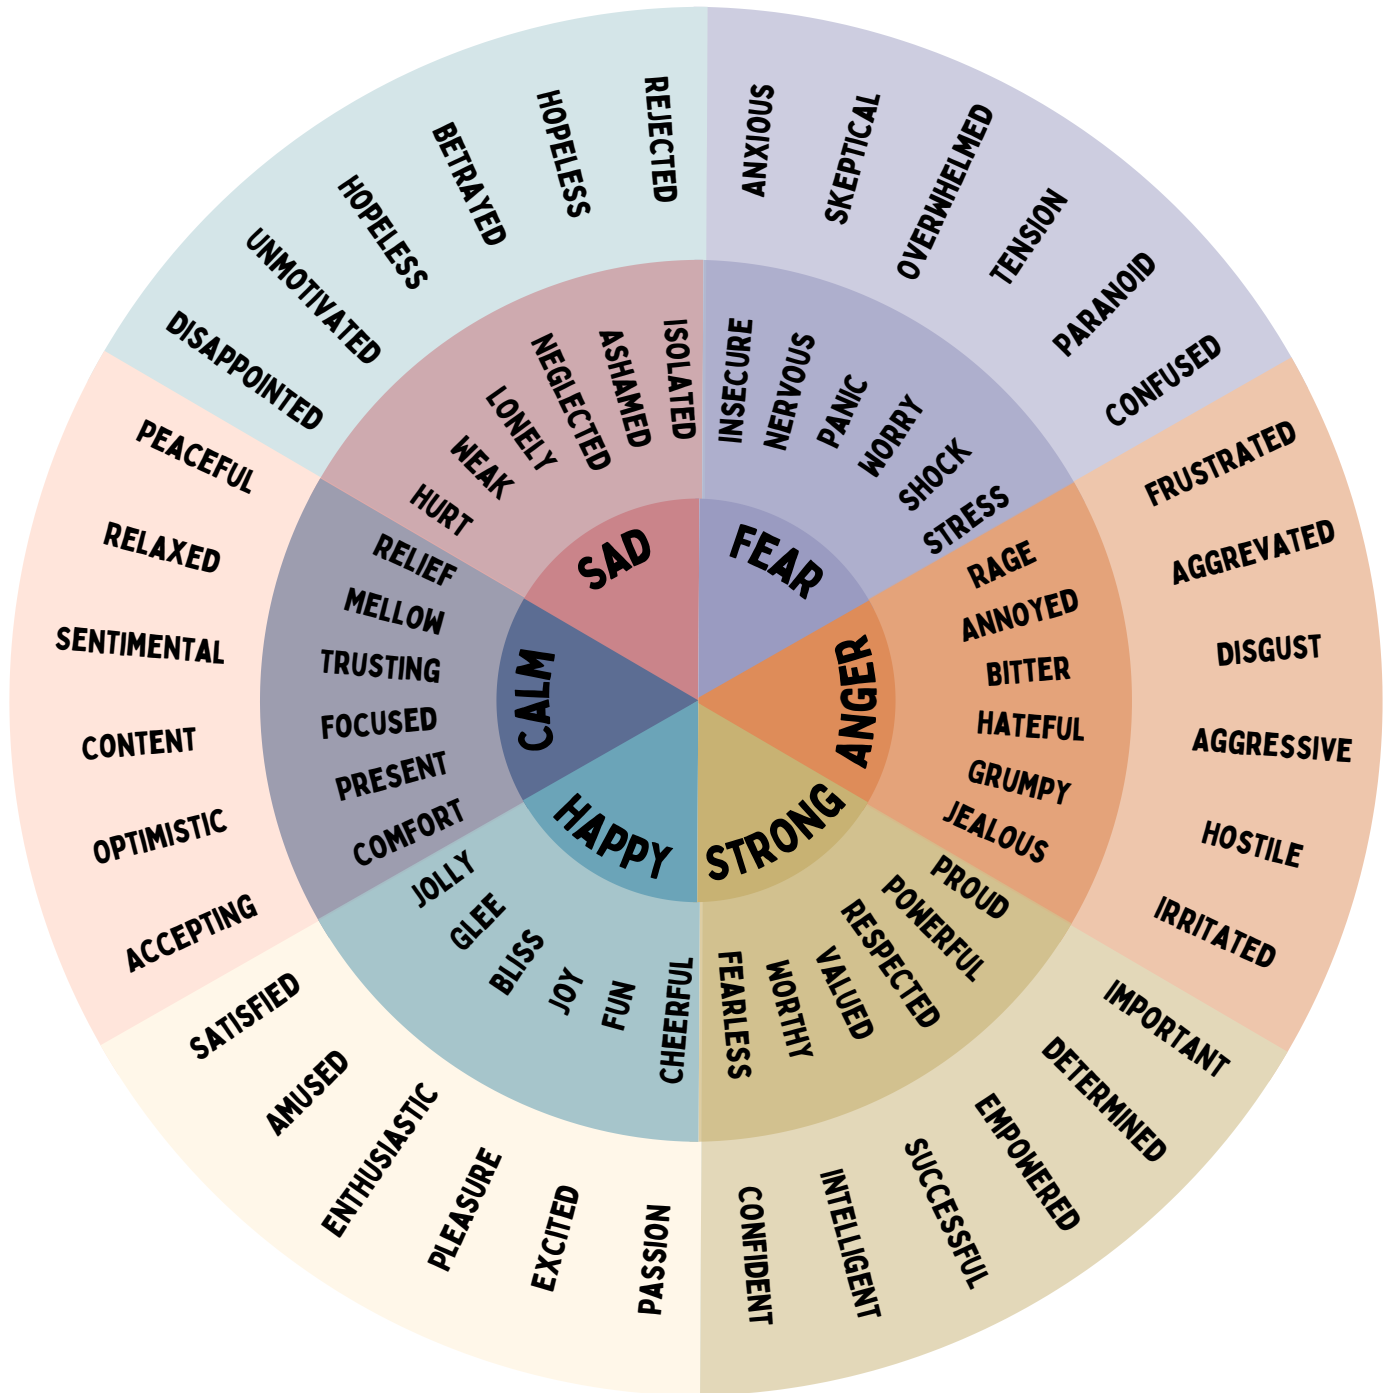 SAD
FEAR
ANGER
STRONG
HAPPY
CALM
HURT
WEAK
LONELY
NEGLECTED
ASHAMED
ISOLATED
INSECURE
NERVOUS
PANIC
WORRY
SHOCK
STRESS
RAGE
ANNOYED
BITTER
HATEFUL
GRUMPY
JEALOUS
PROUD
POWERFUL
RESPECTED
VALUED
WORTHY
FEARLESS
CHEERFUL
FUN
JOY
BLISS
GLEE
JOLLY
COMFORT
PRESENT
FOCUSED
TRUSTING
MELLOW
RELIEF
DISAPPOINTED
UNMOTIVATED
HOPELESS
BETRAYED
HOPELESS
REJECTED
ANXIOUS
SKEPTICAL
OVERWHELMED
TENSION
PARANOID
CONFUSED
FRUSTRATED
AGGREVATED
DISGUST
AGGRESSIVE
HOSTILE
IRRITATED
IMPORTANT
DETERMINED
EMPOWERED
SUCCESSFUL
INTELLIGENT
CONFIDENT
PASSION
EXCITED
PLEASURE
ENTHUSIASTIC
AMUSED
SATISFIED
ACCEPTING
OPTIMISTIC
CONTENT
SENTIMENTAL
RELAXED
PEACEFUL